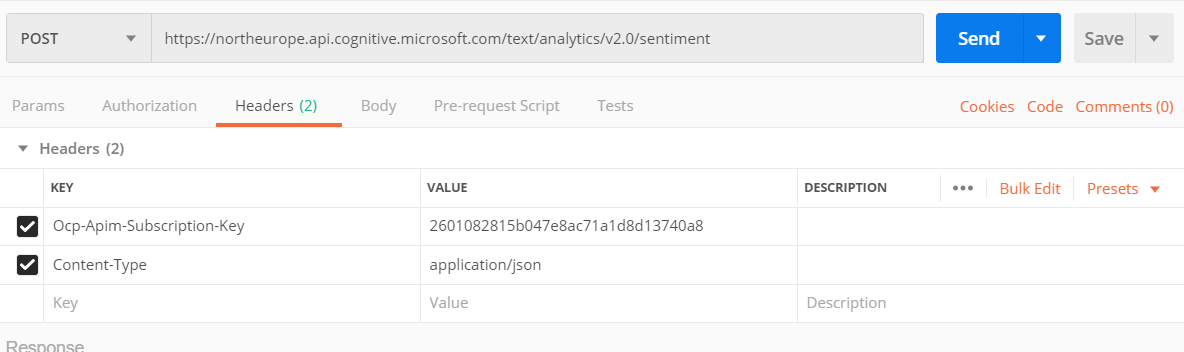 POST https://northeurope.api.cognitive.microsoft.com/text/analytics/v2.0/sentiment Send Save
Params Authorization Headers (2) Body Pre-request Script Tests Cookies Code Comments (0)
Headers (2)
KEY VALUE DESCRIPTION ••• Bulk Edit Presets
Ocp-Apim-Subscription-Key 2601082815b047e8ac71a1d8d13740a8
Content-Type application/json
Key Value Description
Response